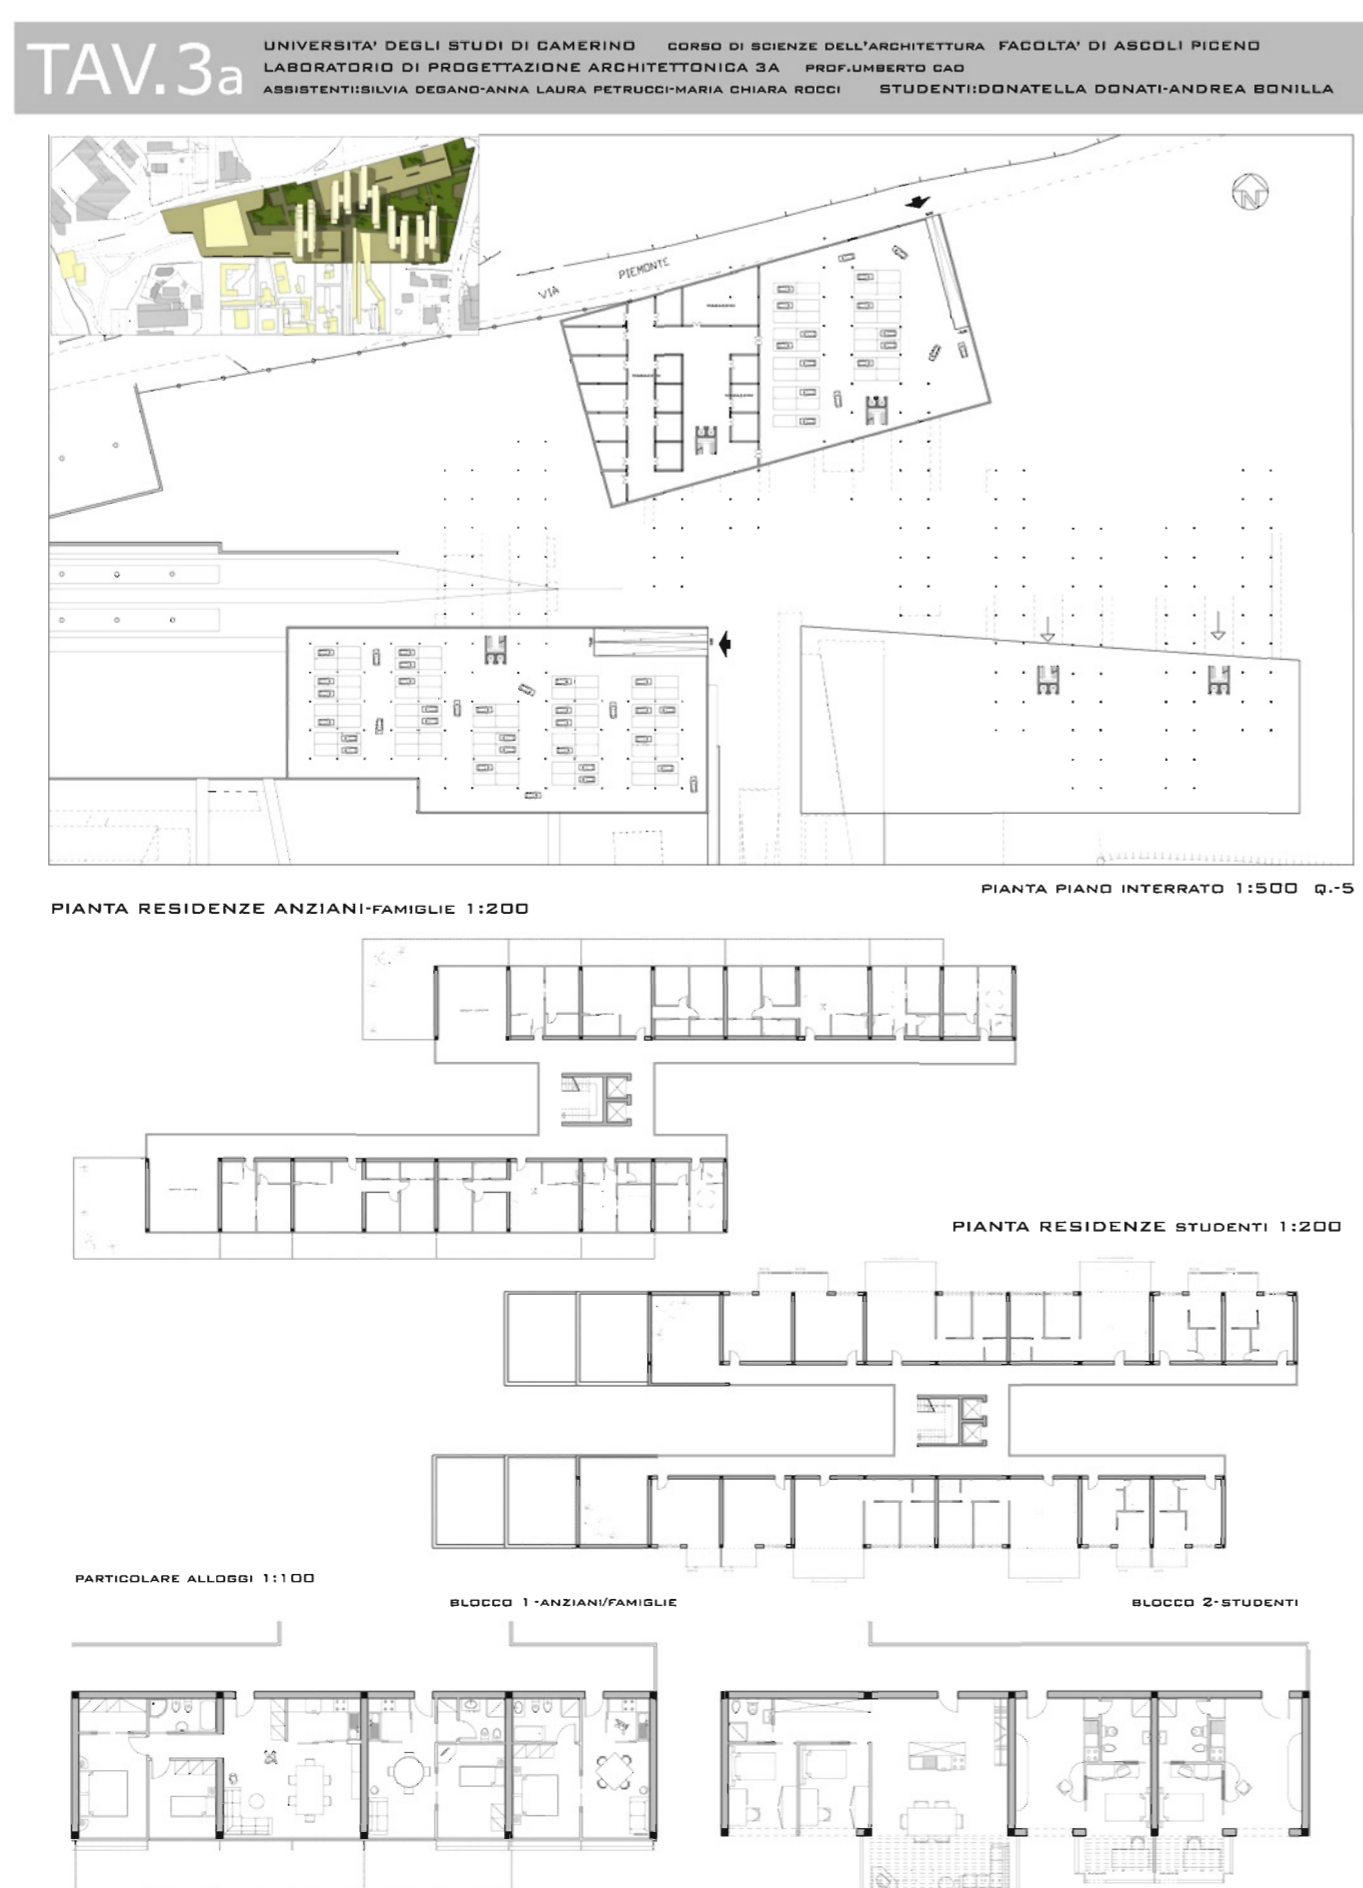 TAV.3a
UNIVERSITA' DEGLI STUDI DI CAMERINO CORSO DI SCIENZE DELL'ARCHITETTURA FACOLTA' DI ASCOLI PICENO
LABORATORIO DI PROGETTAZIONE ARCHITETTONICA 3A PROF.UMBERTO CAO
ASSISTENTI:SILVIA DEGANO-ANNA LAURA PETRUCCI-MARIA CHIARA ROCCI STUDENTI:DONATELLA DONATI-ANDREA BONILLA
N
VIA PIEMONTE
PIANTA PIANO INTERRATO 1:500 Q.-5
PIANTA RESIDENZE ANZIANI-FAMIGLIE 1:200
PIANTA RESIDENZE STUDENTI 1:200
PARTICOLARE ALLOGGI 1:100
BLOCCO 1-ANZIANI/FAMIGLIE
BLOCCO 2-STUDENTI